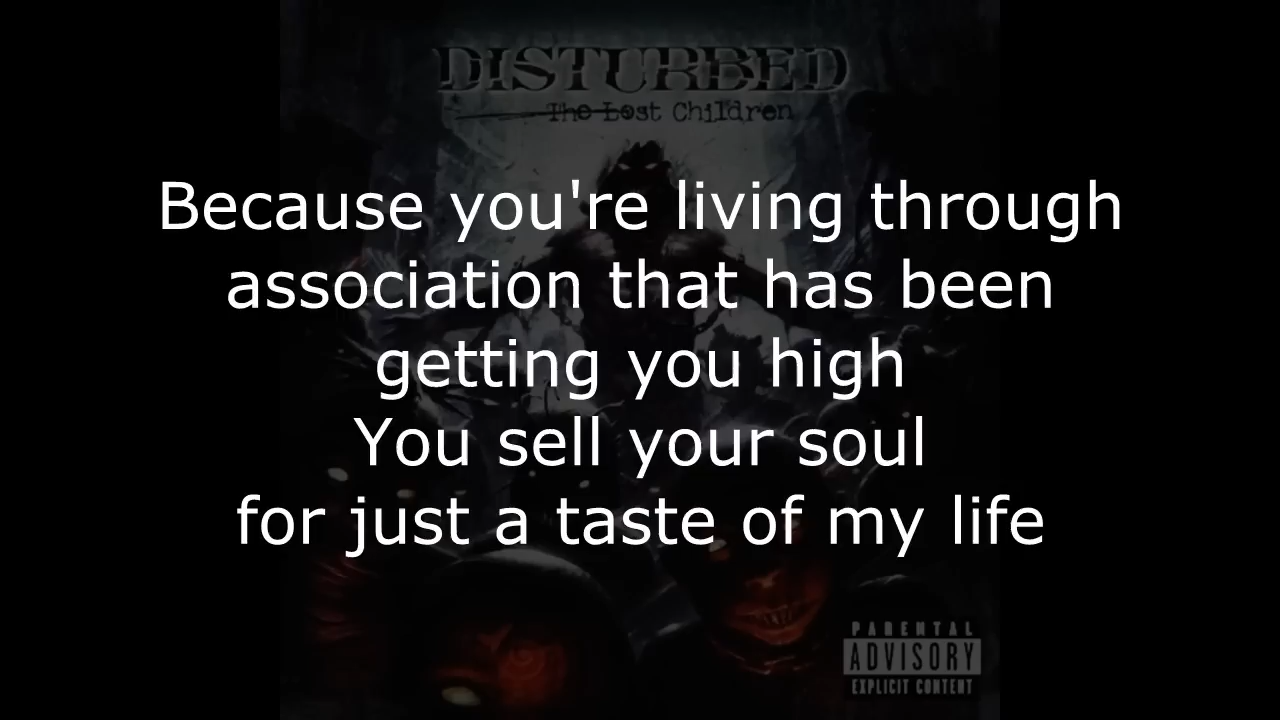 DISTURBED
The Lost Children
Because you're living through
association that has been
getting you high
You sell your soul
for just a taste of my life
PARENTAL
ADVISORY
EXPLICIT CONTENT